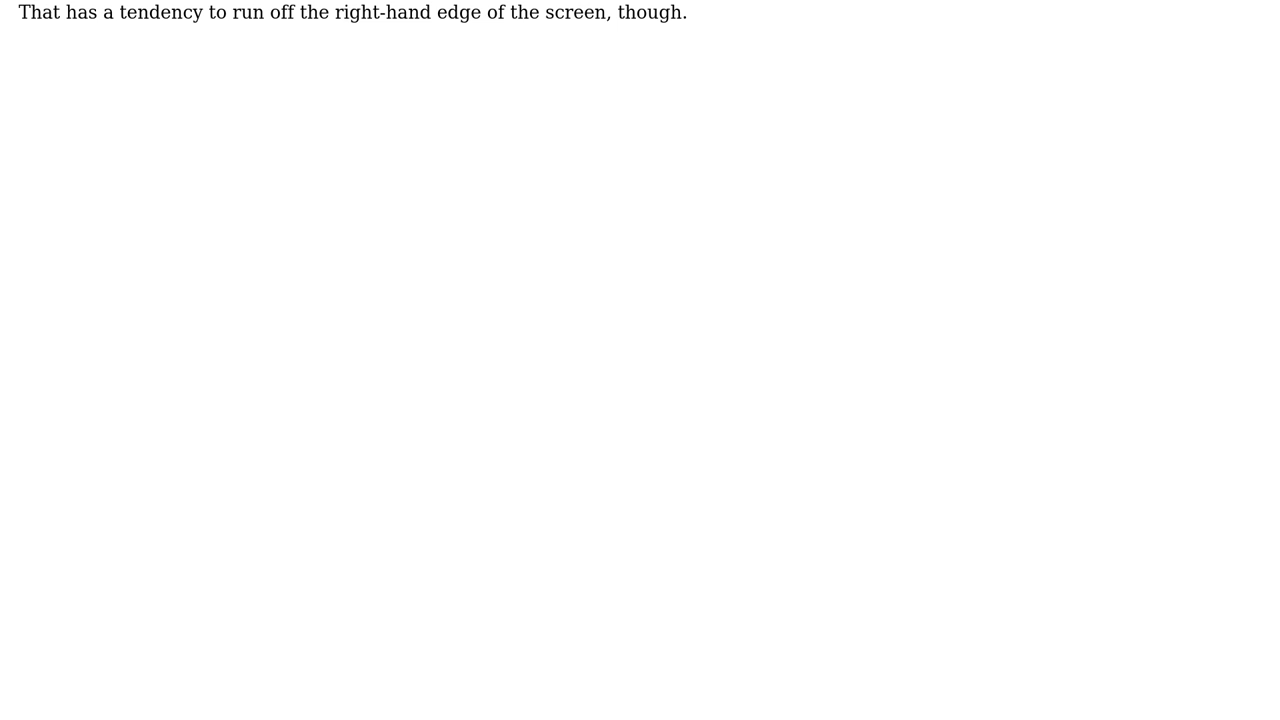 That has a tendency to run off the right-hand edge of the screen, though.